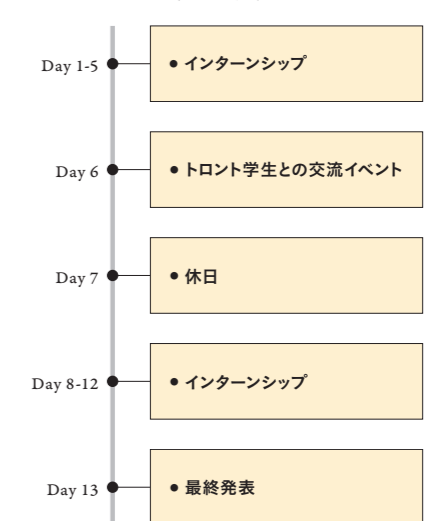 Day 1-5
• インターンシップ
Day 6
• トロント学生との交流イベント
Day 7
• 休日
Day 8-12
• インターンシップ
Day 13
• 最終発表